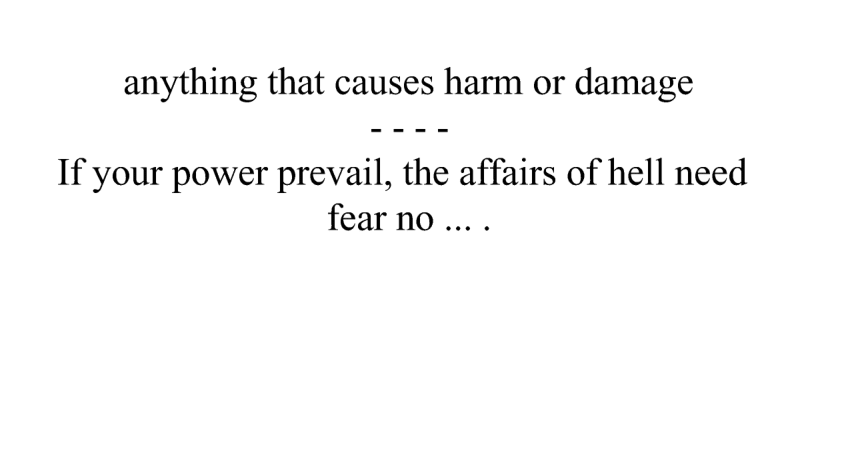 anything that causes harm or damage
- - - -
If your power prevail, the affairs of hell need
fear no ... .